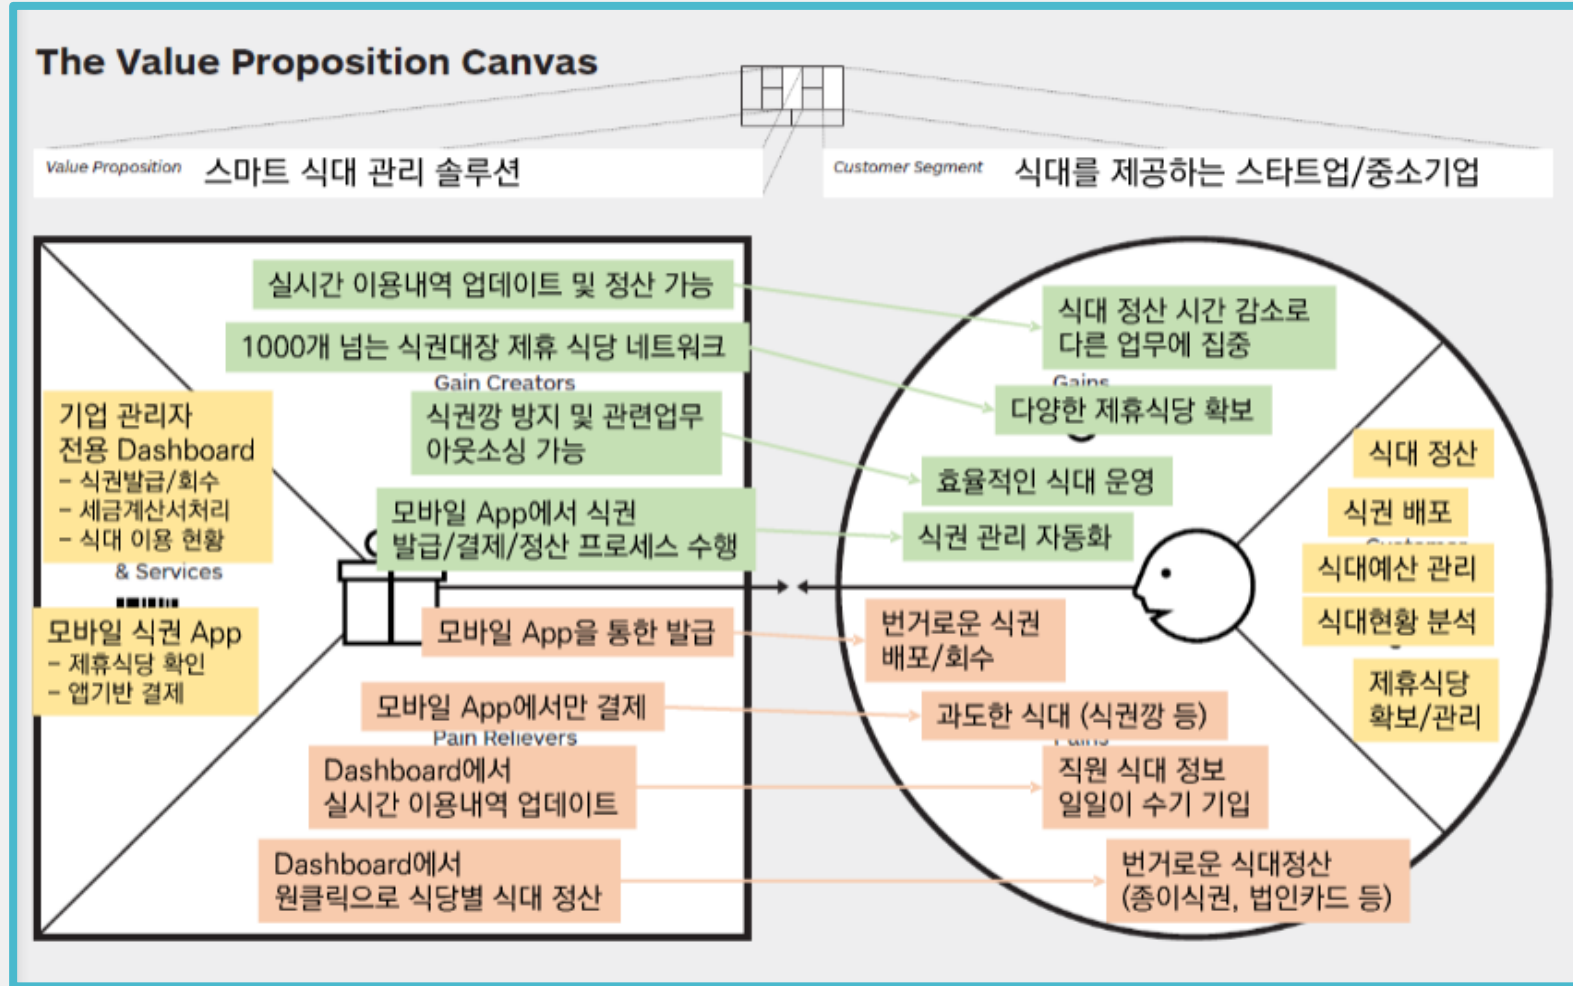 The Value Proposition Canvas
Value Proposition 스마트 식대 관리 솔루션
Customer Segment 식대를 제공하는 스타트업/중소기업
실시간 이용내역 업데이트 및 정산 가능
1000개 넘는 식권대장 제휴 식당 네트워크
Gain Creators
식권깡 방지 및 관련업무
아웃소싱 가능
모바일 App에서 식권
발급/결제/정산 프로세스 수행
기업 관리자
전용 Dashboard
- 식권발급/회수
- 세금계산서처리
- 식대 이용 현황
& Services
모바일 식권 App
- 제휴식당 확인
- 앱기반 결제
모바일 App을 통한 발급
모바일 App에서만 결제
Pain Relievers
Dashboard에서
실시간 이용내역 업데이트
Dashboard에서
원클릭으로 식당별 식대 정산
식대 정산 시간 감소로
다른 업무에 집중
Gains
다양한 제휴식당 확보
효율적인 식대 운영
식권 관리 자동화
번거로운 식권
배포/회수
과도한 식대 (식권깡 등)
Pains
직원 식대 정보
일일이 수기 기입
번거로운 식대정산
(종이식권, 법인카드 등)
식대 정산
식권 배포
Customer
식대예산 관리
식대현황 분석
제휴식당
확보/관리